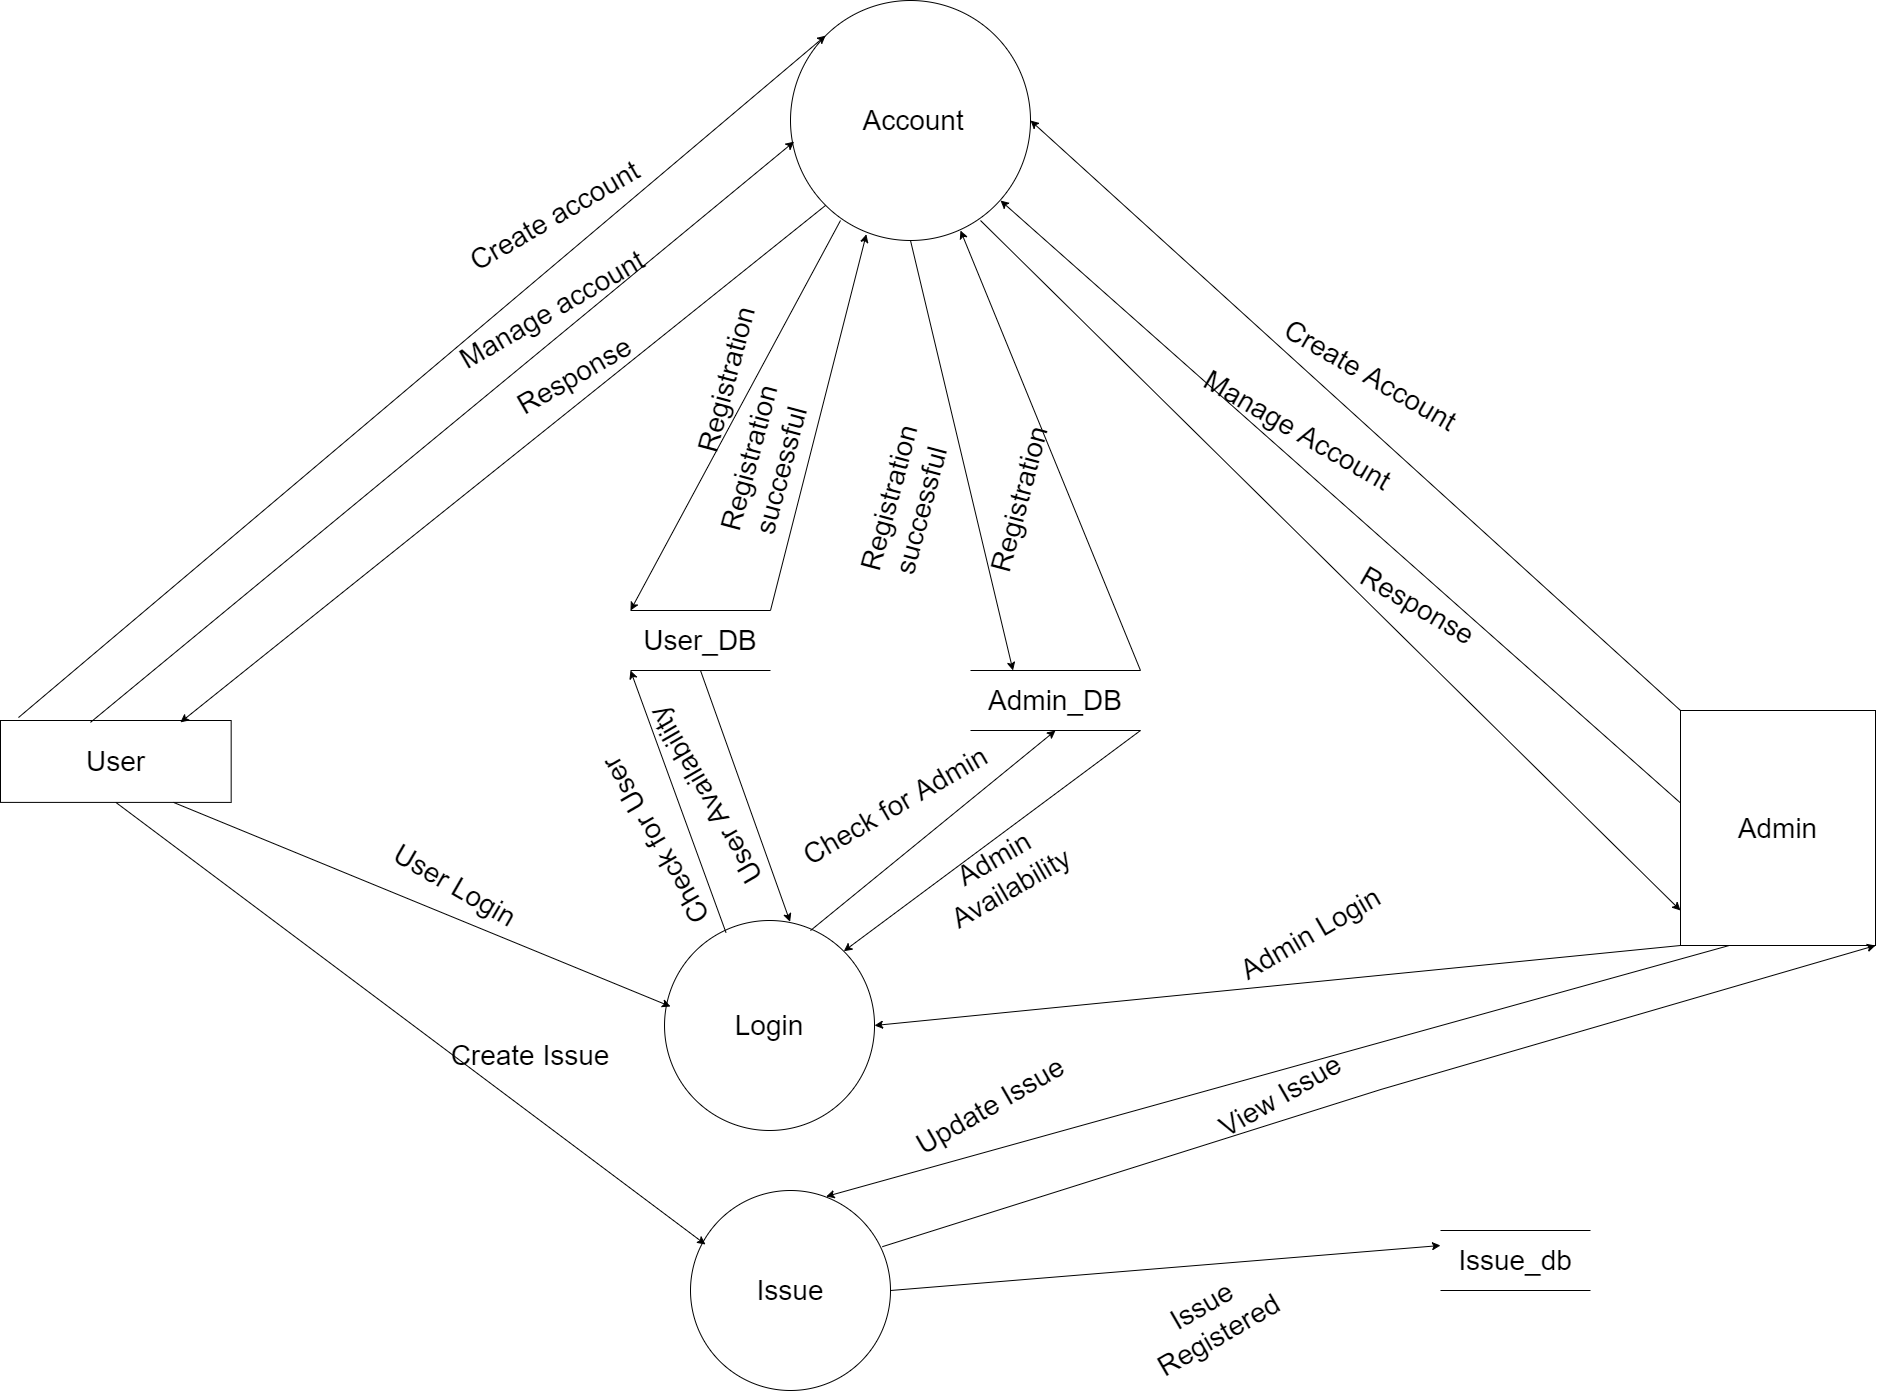 Account
Create account
Manage account
Response
Registration
Registration
successful
Registration
successful
Registration
Create Account
Manage Account
Response
User_DB
Admin_DB
User
Admin
Check for User
User Availability
Check for Admin
Admin
Availability
User Login
Admin Login
Login
Create Issue
Update Issue
View Issue
Issue
Issue_db
Issue
Registered